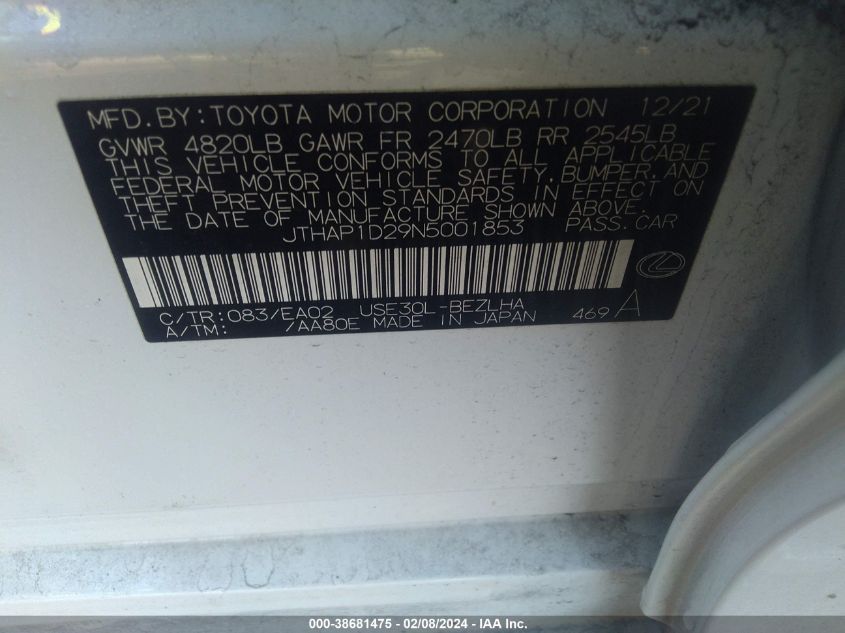 MFD. BY: TOYOTA MOTOR CORPORATION 12/21
GVWR 4820LB GAWR FR 2470LB RR 2545LB
THIS VEHICLE CONFORMS TO ALL APPLICABLE
FEDERAL MOTOR VEHICLE SAFETY, BUMPER, AND
THEFT PREVENTION STANDARDS IN EFFECT ON
THE DATE OF MANUFACTURE SHOWN ABOVE.
JTHAP1D29N5001853 PASS. CAR
C/TR: 083/EA02 USE30L-BEZLHA
A/TM: /AA80E MADE IN JAPAN 469 A
000-38681475 - 02/08/2024 - IAA Inc.